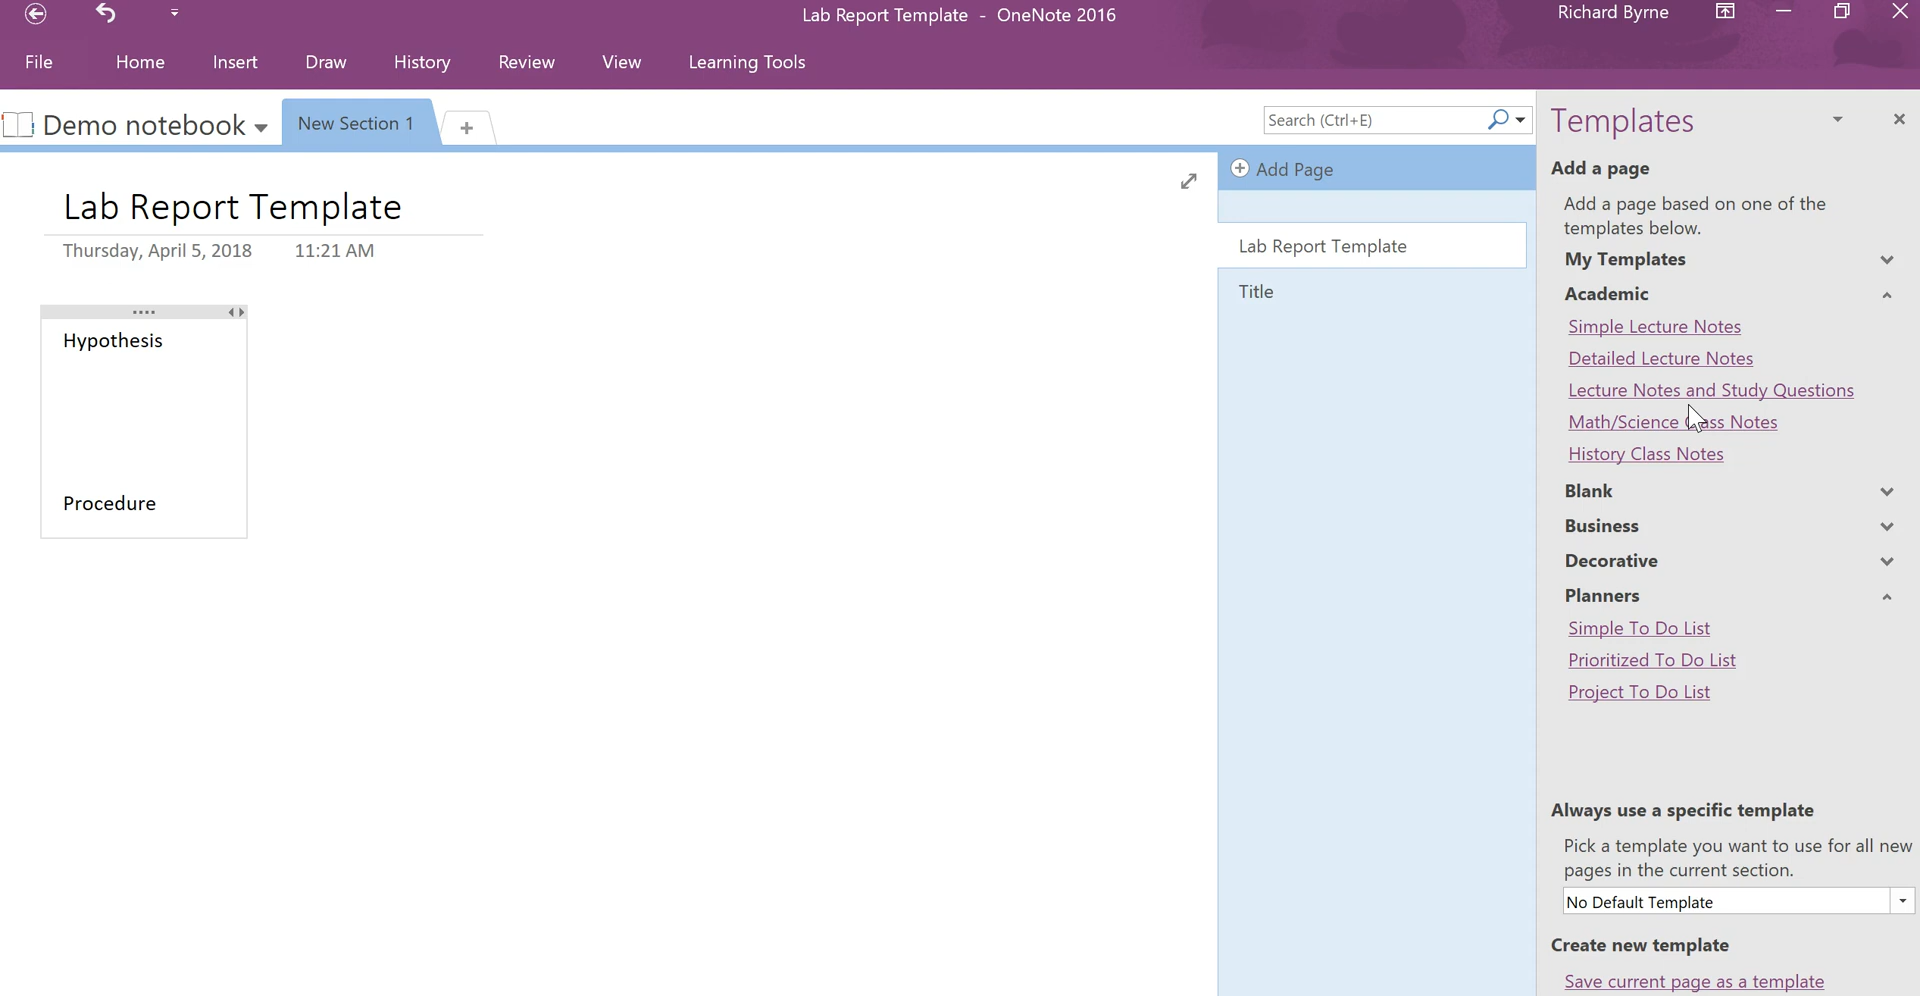 Lab Report Template - OneNote 2016
Richard Byrne
File Home Insert Draw History Review View Learning Tools
Demo notebook
New Section 1
Search (Ctrl+E)
Lab Report Template
Thursday, April 5, 2018 11:21 AM
Hypothesis
Procedure
Add Page
Lab Report Template
Title
Templates
Add a page
Add a page based on one of the
templates below.
My Templates
Academic
Simple Lecture Notes
Detailed Lecture Notes
Lecture Notes and Study Questions
Math/Science Class Notes
History Class Notes
Blank
Business
Decorative
Planners
Simple To Do List
Prioritized To Do List
Project To Do List
Always use a specific template
Pick a template you want to use for all new
pages in the current section.
No Default Template
Create new template
Save current page as a template